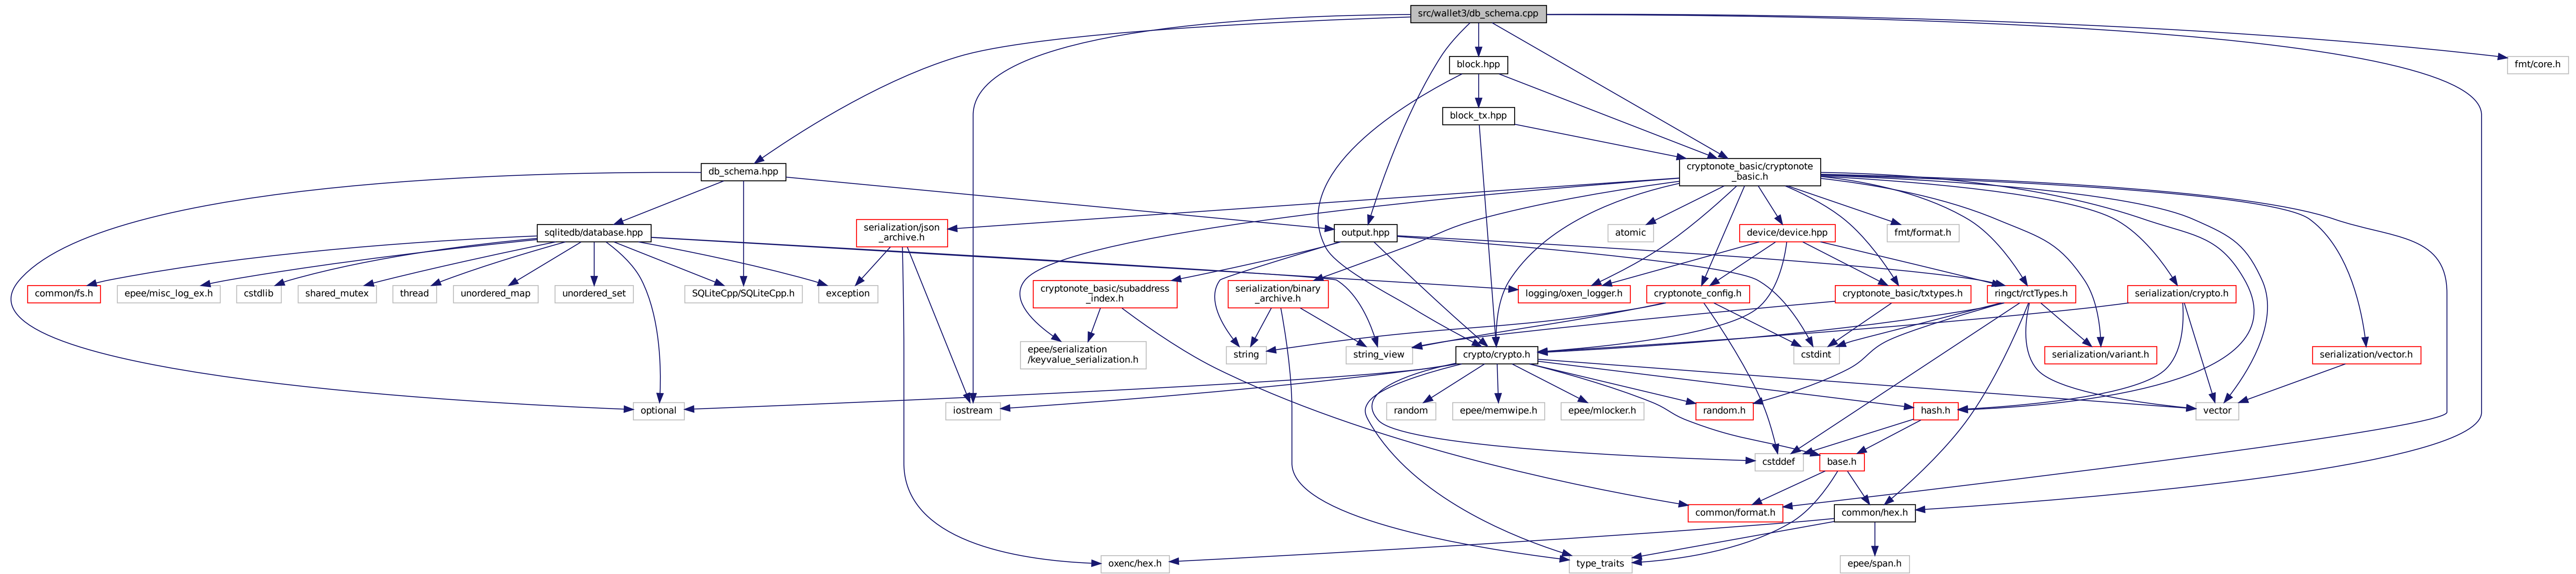 src/wallet3/db_schema.cpp
block.hpp
fmt/core.h
block_tx.hpp
db_schema.hpp
cryptonote_basic/cryptonote
_basic.h
sqlitedb/database.hpp
serialization/json
_archive.h
output.hpp
atomic
device/device.hpp
fmt/format.h
common/fs.h
epee/misc_log_ex.h
cstdlib
shared_mutex
thread
unordered_map
unordered_set
SQLiteCpp/SQLiteCpp.h
exception
cryptonote_basic/subaddress
_index.h
serialization/binary
_archive.h
logging/oxen_logger.h
cryptonote_config.h
cryptonote_basic/txtypes.h
ringct/rctTypes.h
serialization/crypto.h
epee/serialization
/keyvalue_serialization.h
string
string_view
crypto/crypto.h
cstdint
serialization/variant.h
serialization/vector.h
optional
iostream
random
epee/memwipe.h
epee/mlocker.h
random.h
hash.h
vector
cstddef
base.h
common/format.h
common/hex.h
oxenc/hex.h
type_traits
epee/span.h